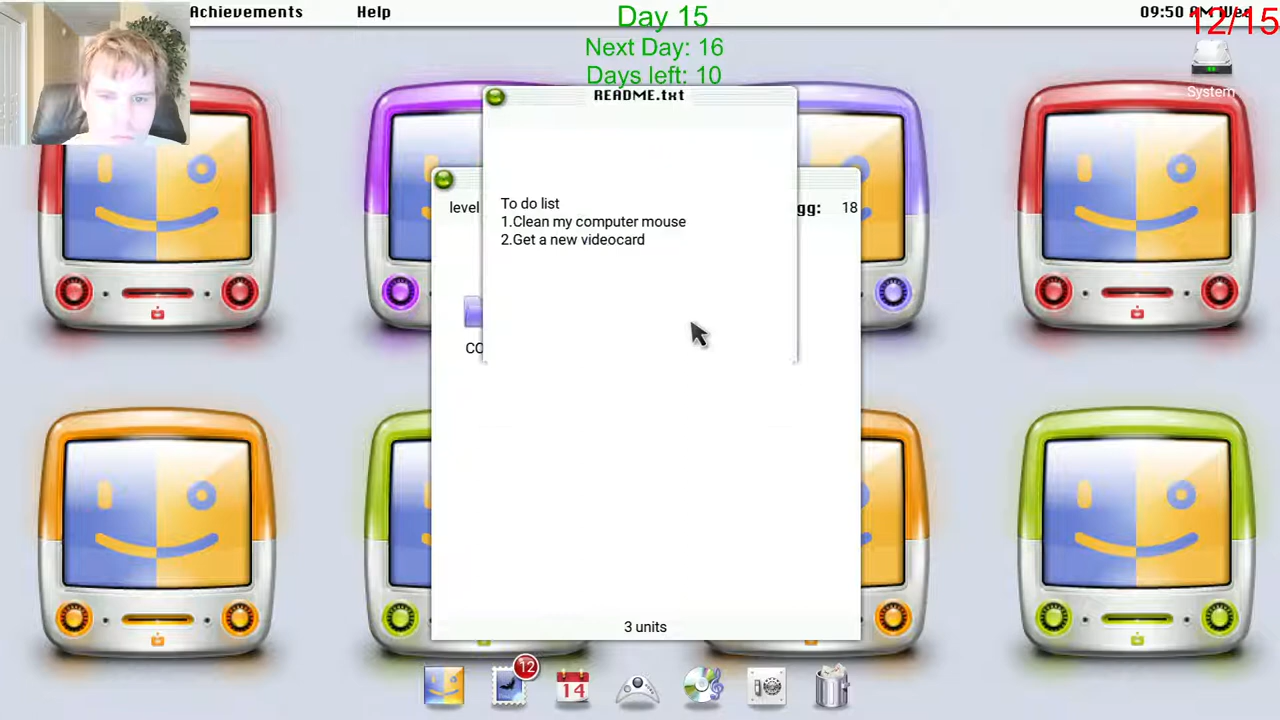 Achievements Help
Day 15
09:50 AM Wed
12/15
Next Day: 16
Days left: 10
System
README.txt
level
gg: 18
To do list
1.Clean my computer mouse
2.Get a new videocard
3 units
12
14